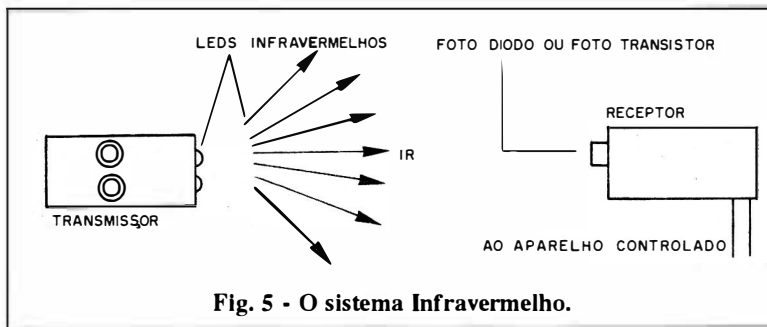 LEDS INFRAVERMELHOS
FOTO DIODO OU FOTO TRANSISTOR
RECEPTOR
IR
TRANSMISSOR
AO APARELHO CONTROLADO
Fig. 5 - O sistema Infravermelho.